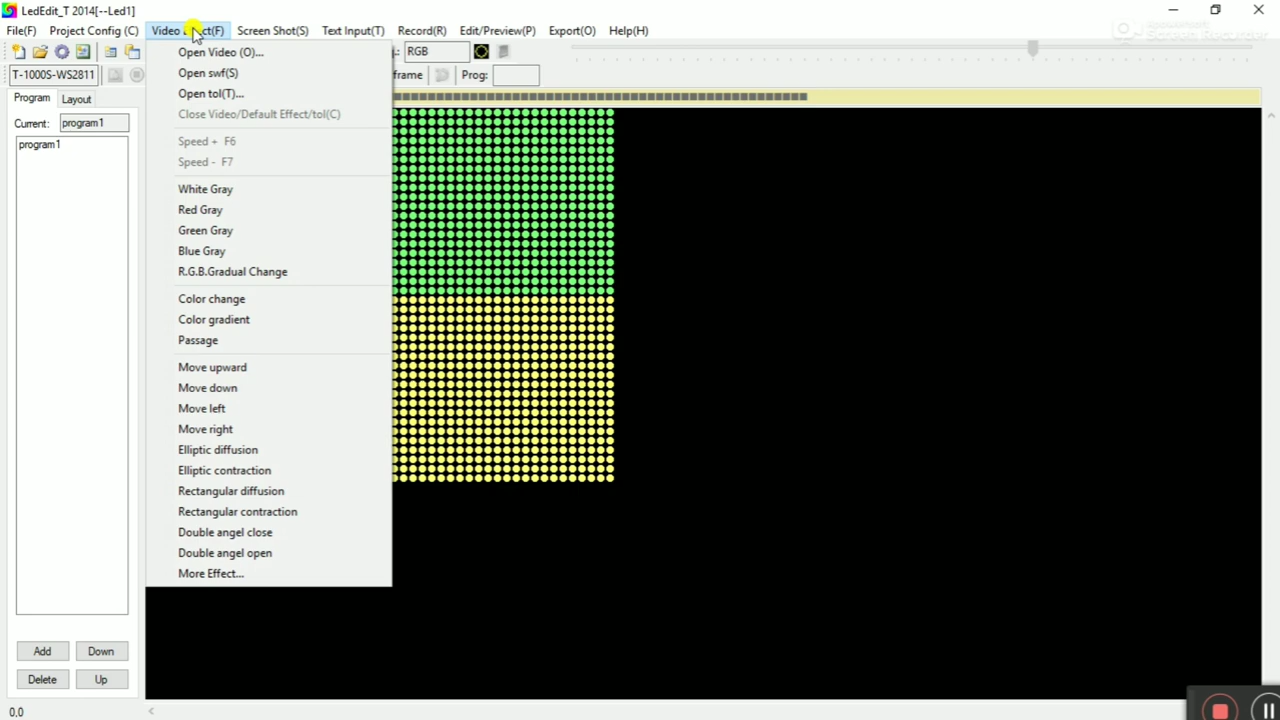 LedEdit_T 2014[--Led1]
File(F) Project Config (C) Video Effect(F) Screen Shot(S) Text Input(T) Record(R) Edit/Preview(P) Export(O) Help(H)
RGB
T-1000S-WS2811
frame Prog:
Program Layout
Current: program1
program1
Open Video (O)...
Open swf(S)
Open tol(T)...
Close Video/Default Effect/tol(C)
Speed + F6
Speed - F7
White Gray
Red Gray
Green Gray
Blue Gray
R.G.B.Gradual Change
Color change
Color gradient
Passage
Move upward
Move down
Move left
Move right
Elliptic diffusion
Elliptic contraction
Rectangular diffusion
Rectangular contraction
Double angel close
Double angel open
More Effect...
Add Down
Delete Up
0,0
Apowersoft
Screen Recorder